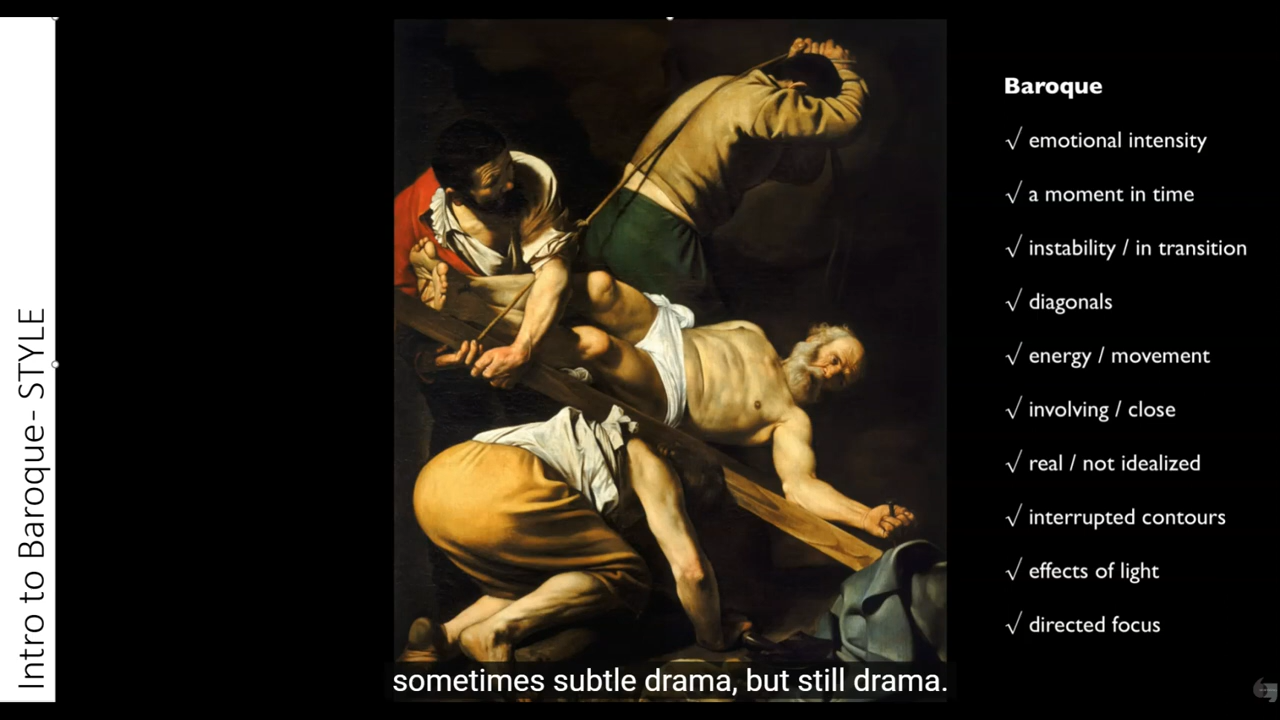 Intro to Baroque- STYLE
Baroque
√ emotional intensity
√ a moment in time
√ instability / in transition
√ diagonals
√ energy / movement
√ involving / close
√ real / not idealized
√ interrupted contours
√ effects of light
√ directed focus
sometimes subtle drama, but still drama.